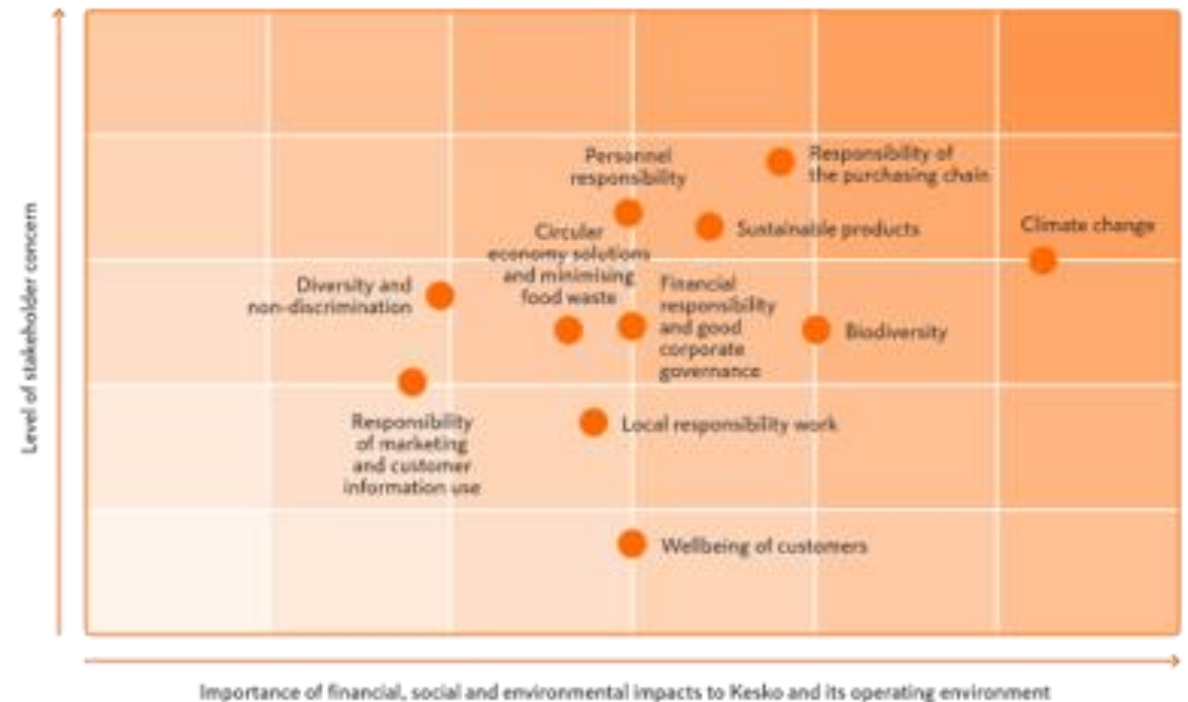 Level of stakeholder concern
Personnel
responsibility
Responsibility of
the purchasing chain
Circular
economy solutions
and minimising
food waste
Sustainable products
Climate change
Diversity and
non-discrimination
Financial
responsibility
and good
corporate
governance
Biodiversity
Responsibility
of marketing
and customer
information use
Local responsibility work
Wellbeing of customers
Importance of financial, social and environmental impacts to Kesko and its operating environment